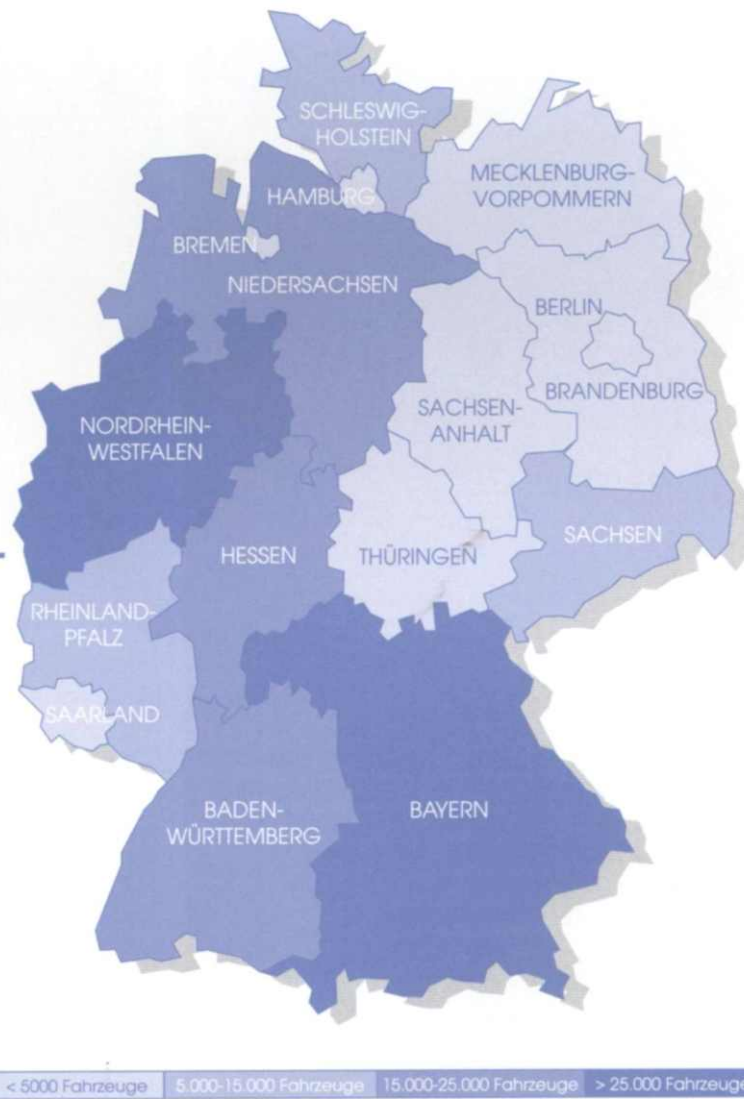 SCHLESWIG-
HOLSTEIN
MECKLENBURG-
VORPOMMERN
HAMBURG
BREMEN
NIEDERSACHSEN
BERLIN
BRANDENBURG
SACHSEN-
ANHALT
NORDRHEIN-
WESTFALEN
HESSEN
THÜRINGEN
SACHSEN
RHEINLAND-
PFALZ
SAARLAND
BADEN-
WÜRTTEMBERG
BAYERN
< 5000 Fahrzeuge 5.000-15.000 Fahrzeuge 15.000-25.000 Fahrzeuge > 25.000 Fahrzeuge